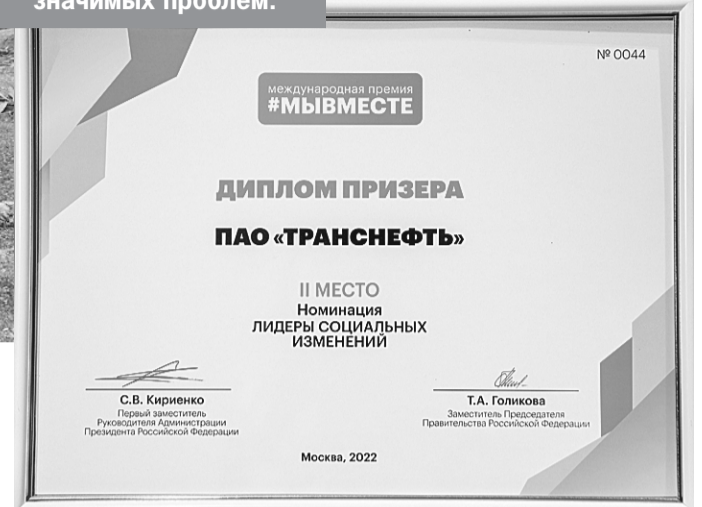 значимых проблем.
№ 0044
международная премия
#МЫВМЕСТЕ
ДИПЛОМ ПРИЗЕРА
ПАО «ТРАНСНЕФТЬ»
II МЕСТО
Номинация
ЛИДЕРЫ СОЦИАЛЬНЫХ
ИЗМЕНЕНИЙ
С.В. Кириенко
Первый заместитель
Руководителя Администрации
Президента Российской Федерации
Т.А. Голикова
Заместитель Председателя
Правительства Российской Федерации
Москва, 2022